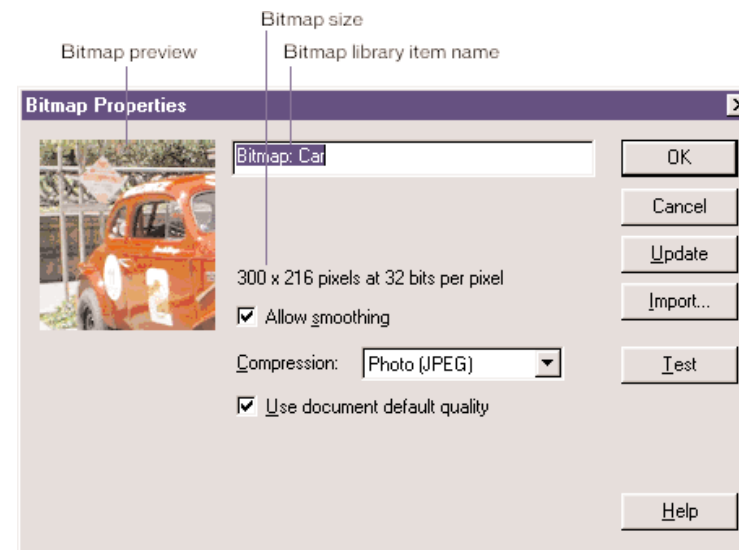 Bitmap size
Bitmap preview
Bitmap library item name
Bitmap Properties
Bitmap: Car
OK
Cancel
300 x 216 pixels at 32 bits per pixel
Update
Allow smoothing
Import...
Compression: Photo (JPEG)
Test
Use document default quality
Help
2